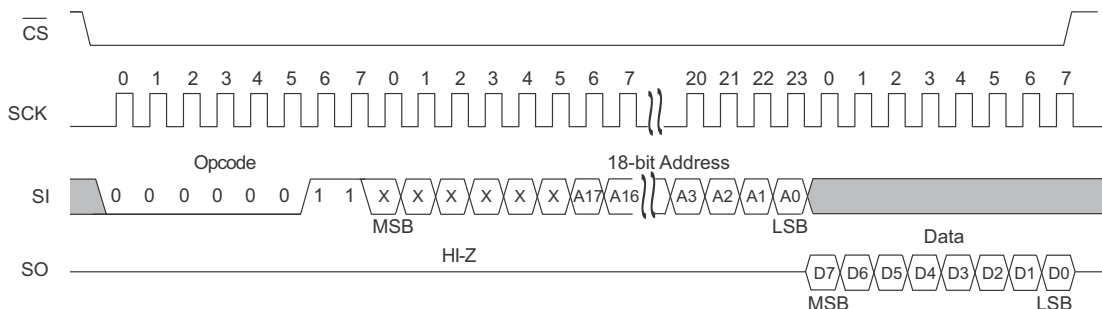 CS
0 1 2 3 4 5 6 7 0 1 2 3 4 5 6 7 20 21 22 23 0 1 2 3 4 5 6 7
SCK
Opcode 18-bit Address
SI 0 0 0 0 0 0 1 1 X X X X X X A17 A16 A3 A2 A1 A0
MSB LSB
HI-Z Data
SO D7 D6 D5 D4 D3 D2 D1 D0
MSB LSB